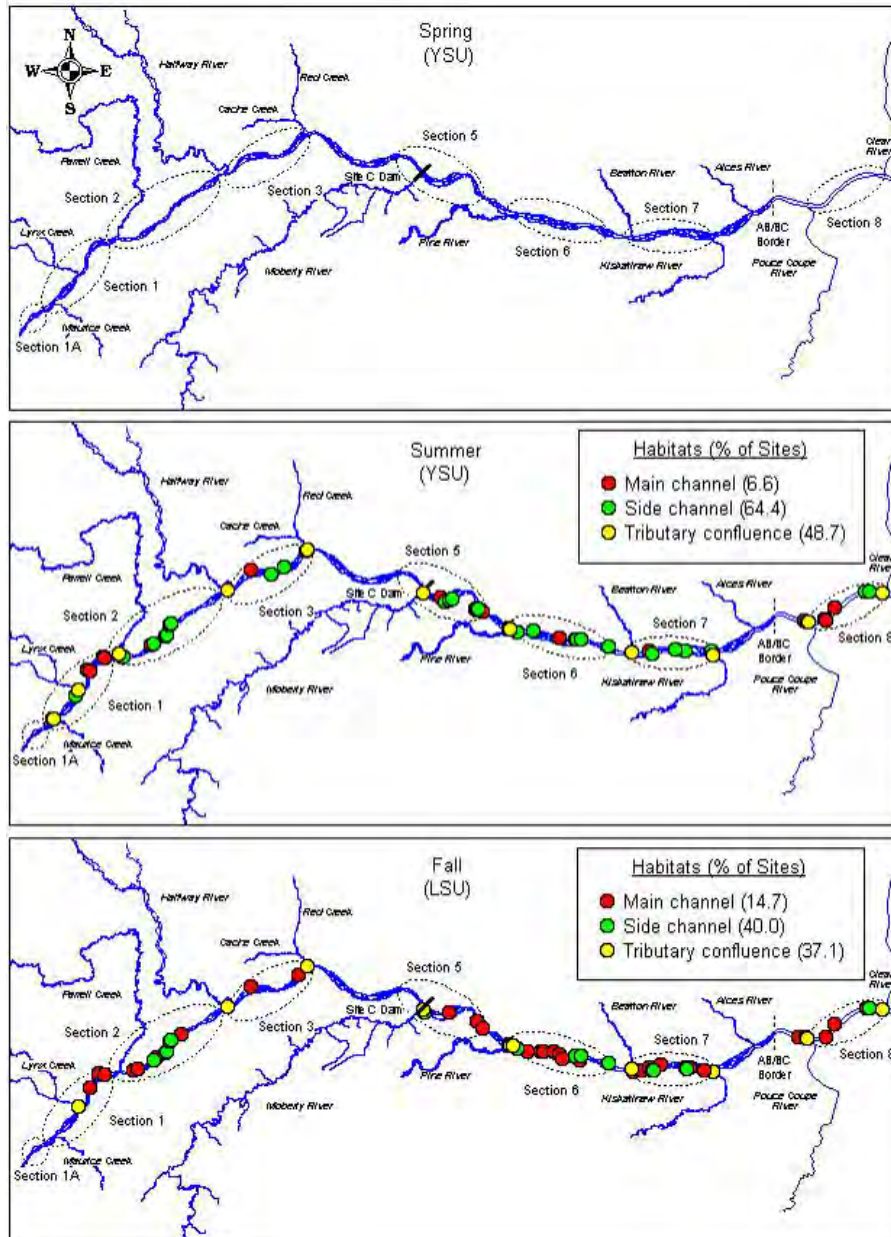 Spring
(YSU)
N
W E
S
Halfway River
Red Creek
Cache Creek
Farrell Creek
Section 2
Section 3
Section 5
Site C Dam
Lynx Creek
Section 1
Maurice Creek
Section 1A
Moberly River
Pine River
Section 6
Beatton River
Section 7
Kiskatinaw River
Alces River
AB/BC
Border
Pouce Coupe
River
Section 8
Clear
River
Summer
(YSU)
Habitats (% of Sites)
Main channel (6.6)
Side channel (64.4)
Tributary confluence (48.7)
Halfway River
Red Creek
Cache Creek
Farrell Creek
Section 2
Section 3
Section 5
Site C Dam
Lynx Creek
Section 1
Maurice Creek
Section 1A
Moberly River
Pine River
Section 6
Beatton River
Section 7
Kiskatinaw River
Alces River
AB/BC
Border
Pouce Coupe
River
Section 8
Clear
River
Fall
(LSU)
Habitats (% of Sites)
Main channel (14.7)
Side channel (40.0)
Tributary confluence (37.1)
Halfway River
Red Creek
Cache Creek
Farrell Creek
Section 2
Section 3
Section 5
Site C Dam
Lynx Creek
Section 1
Maurice Creek
Section 1A
Moberly River
Pine River
Section 6
Beatton River
Section 7
Kiskatinaw River
Alces River
AB/BC
Border
Pouce Coupe
River
Section 8
Clear
River